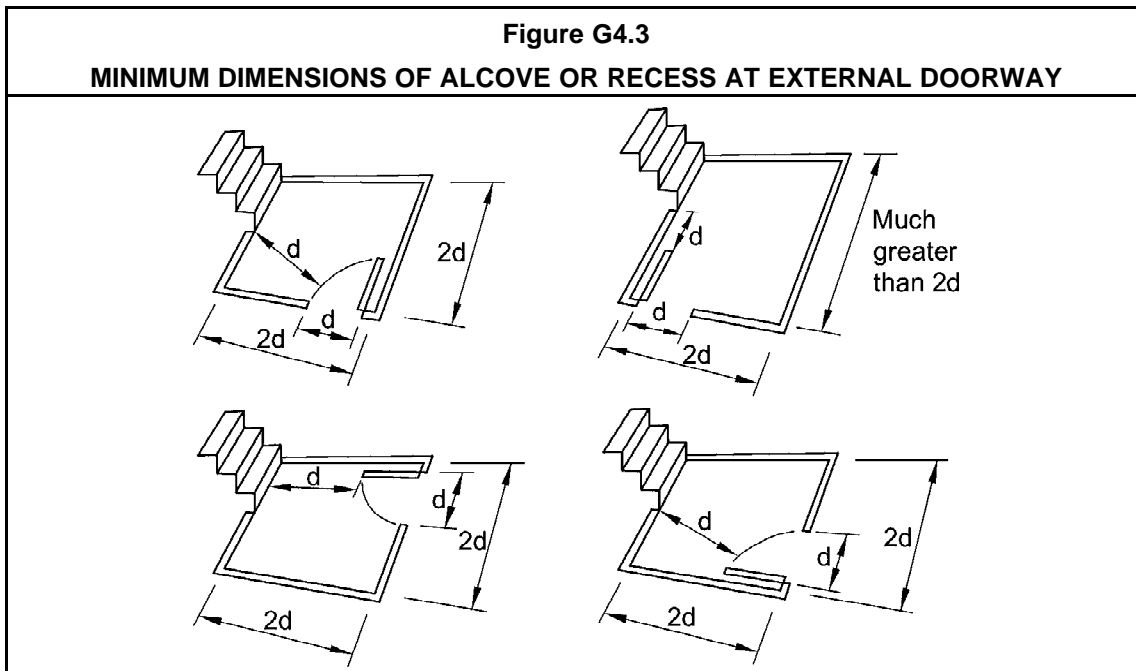 Figure G4.3
MINIMUM DIMENSIONS OF ALCOVE OR RECESS AT EXTERNAL DOORWAY
d
2d
d
2d
d
Much
greater
than 2d
d
2d
d
d
2d
2d
d
d
2d
2d